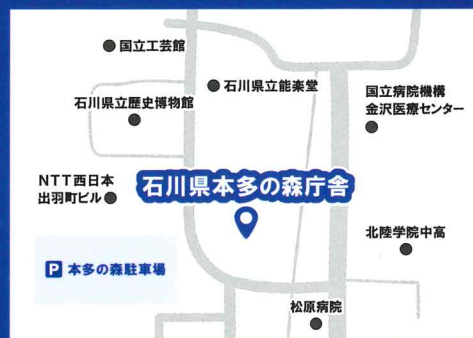 国立工芸館
石川県立能楽堂
石川県立歴史博物館
国立病院機構
金沢医療センター
NTT西日本
出羽町ビル
石川県本多の森庁舎
北陸学院中高
P 本多の森駐車場
松原病院